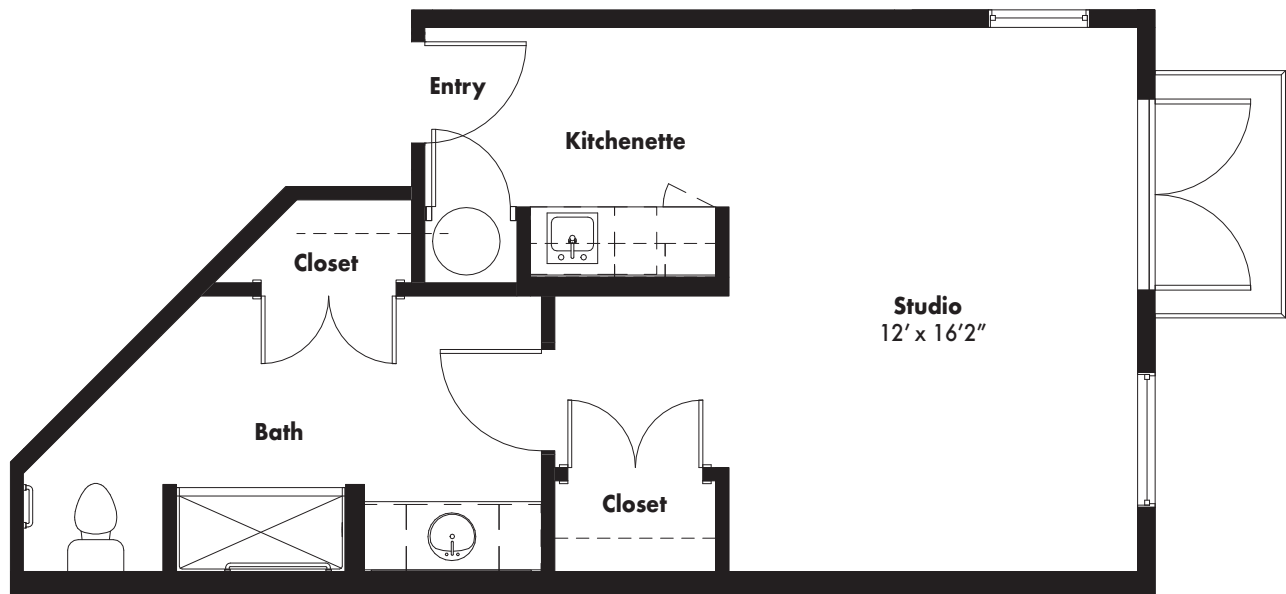 Entry
Kitchenette
Closet
Studio
12’ x 16’2”
Bath
Closet